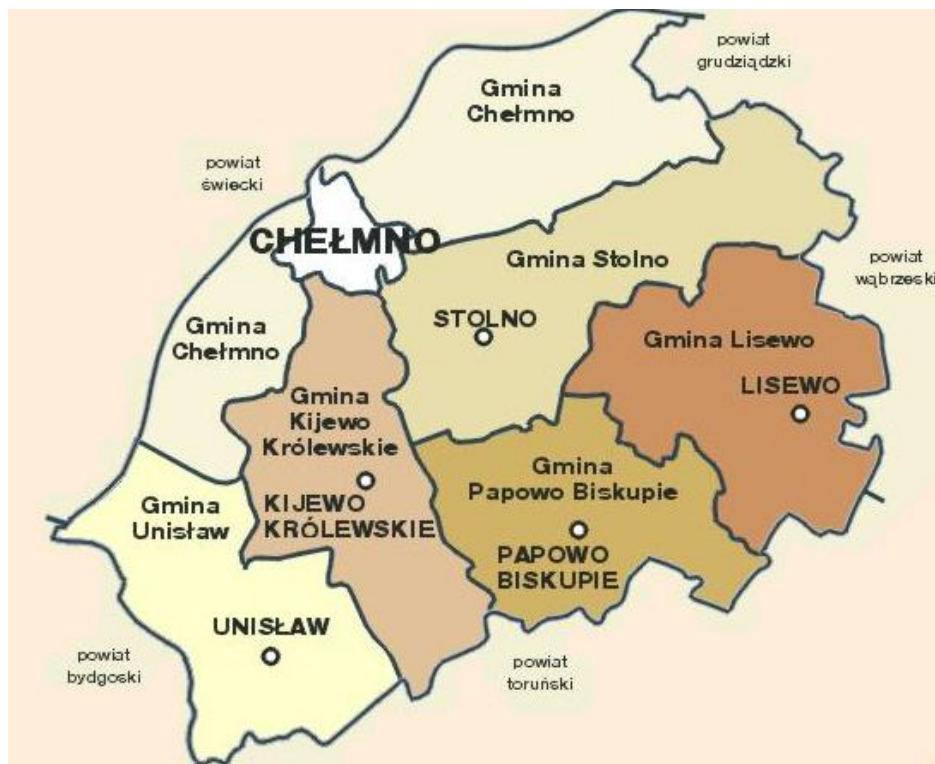 powiat
grudziądzki
Gmina
Chełmno
powiat
świecki
CHEŁMNO
Gmina Stolno
powiat
wąbrzeski
STOLNO
Gmina
Chełmno
Gmina Lisewo
LISEWO
Gmina
Kijewo
Królewskie
Gmina
Papowo Biskupie
Gmina
Unisław
KIJEWO
KRÓLEWSKIE
PAPOWO
BISKUPIE
UNISŁAW
powiat
bydgoski
powiat
toruński